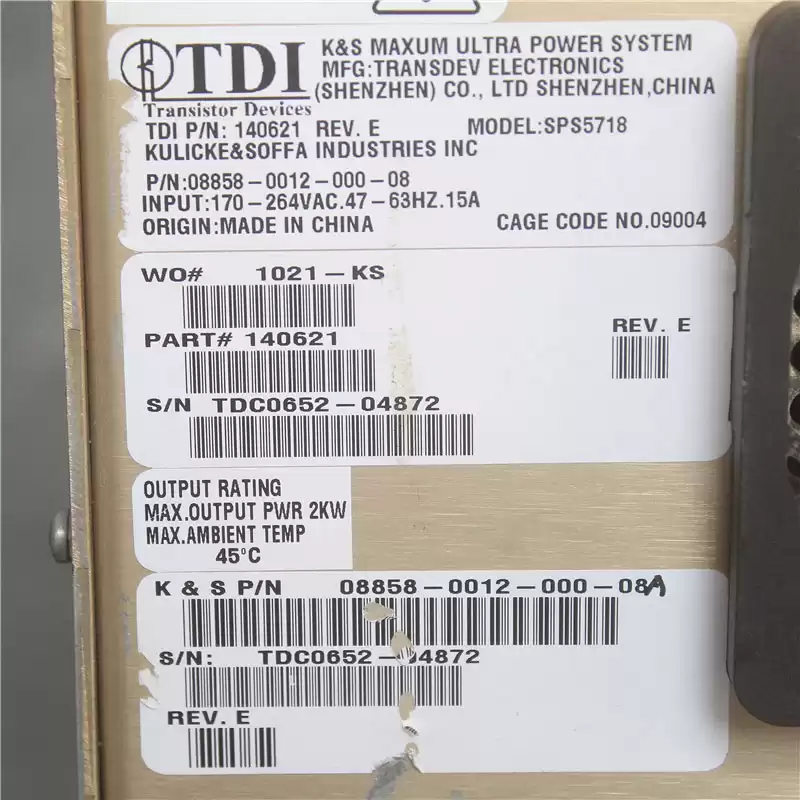 TDI K&S MAXUM ULTRA POWER SYSTEM
MFG:TRANSDEV ELECTRONICS
(SHENZHEN) CO., LTD SHENZHEN,CHINA
Transistor Devices
TDI P/N: 140621 REV. E MODEL:SPS5718
KULICKE&SOFFA INDUSTRIES INC
P/N:08858-0012-000-08
INPUT:170-264VAC.47-63HZ.15A
ORIGIN:MADE IN CHINA CAGE CODE NO.09004
WO# 1021-KS
PART# 140621 REV. E
S/N TDC0652-04872
OUTPUT RATING
MAX.OUTPUT PWR 2KW
MAX.AMBIENT TEMP
45°C
K & S P/N 08858-0012-000-08A
S/N: TDC0652-04872
REV. E